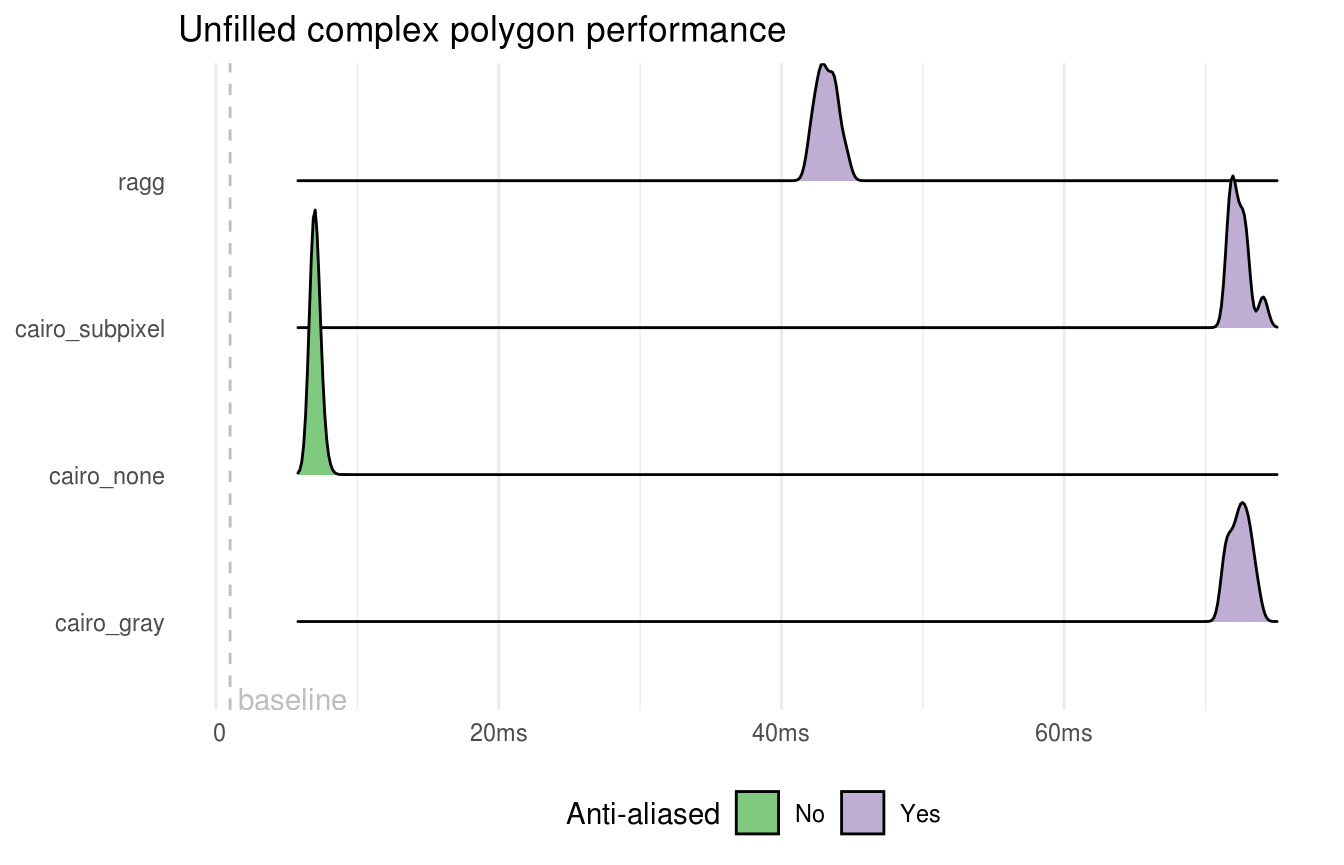 Unfilled complex polygon performance
ragg
cairo_subpixel
cairo_none
cairo_gray
baseline
0 20ms 40ms 60ms
Anti-aliased No Yes